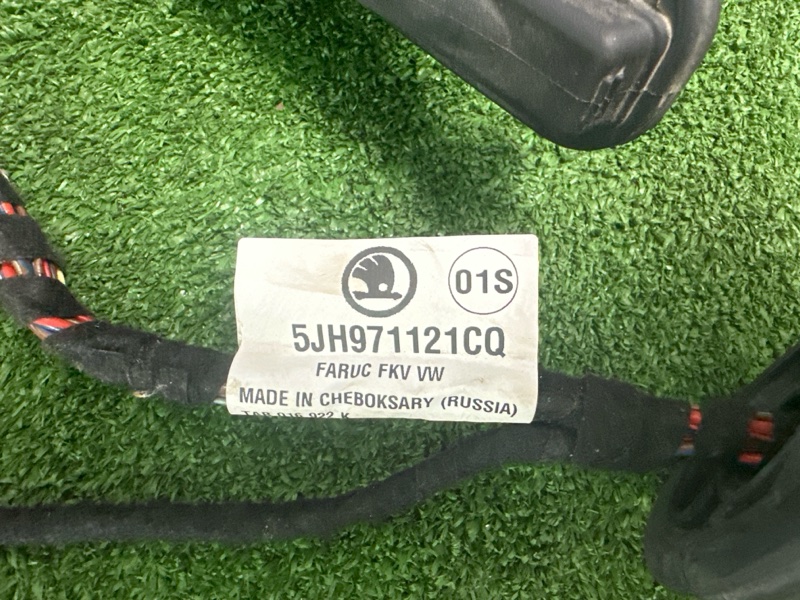 01S
5JH971121CQ
FARUC FKV VW
MADE IN CHEBOKSARY (RUSSIA)